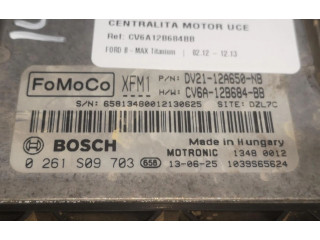 CENTRALITA MOTOR UCE
Ref: CV6A12B684BB
FORD B - MAX Titanium | 02.12 - 12.13
FoMoCo XFM1 P/N: DV21-12A650-NB
H/W: CV6A-12B684-BB
S/N: 65813480012130625 SITE: DZL7C
BOSCH Made in Hungary
MOTRONIC 1348 0012
0 261 S09 703 658 13-06-25 1039S65624